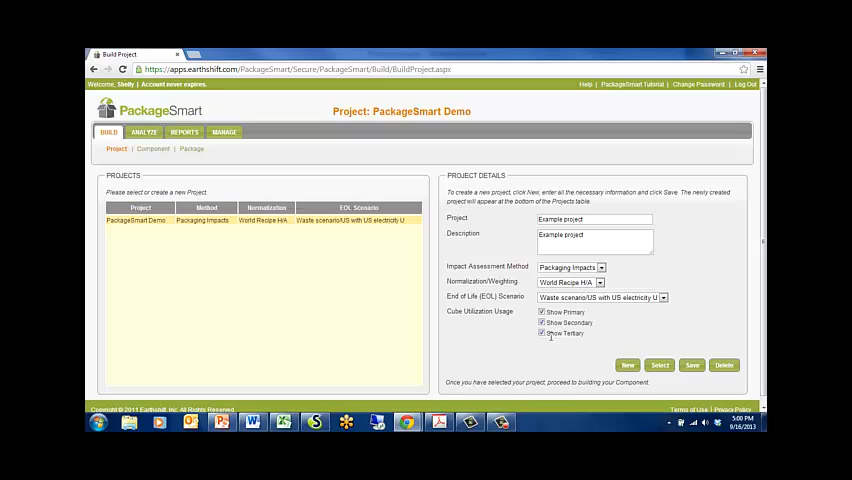 Build Project
https://apps.earthshift.com/PackageSmart/Secure/PackageSmart/Build/BuildProject.aspx
Welcome, Shelly | Account never expires.
Help | PackageSmart Tutorial | Change Password | Log Out
PackageSmart
Project: PackageSmart Demo
BUILD ANALYZE REPORTS MANAGE
Project | Component | Package
PROJECTS
Please select or create a new Project.
Project Method Normalization EOL Scenario
PackageSmart Demo Packaging Impacts World Recipe H/A Waste scenario/US with US electricity U
PROJECT DETAILS
To create a new project, click New, enter all the necessary information and click Save. The newly created
project will appear at the bottom of the Projects table.
Project Example project
Description Example project
Impact Assessment Method Packaging Impacts
Normalization/Weighting World Recipe H/A
End of Life (EOL) Scenario Waste scenario/US with US electricity U
Cube Utilization Usage Show Primary
Show Secondary
Show Tertiary
New Select Save Delete
Once you have selected your project, proceed to building your Component.
Copyright © 2011 Earthshift, Inc. All rights reserved.
Terms of Use | Privacy Policy
5:00 PM
9/16/2013